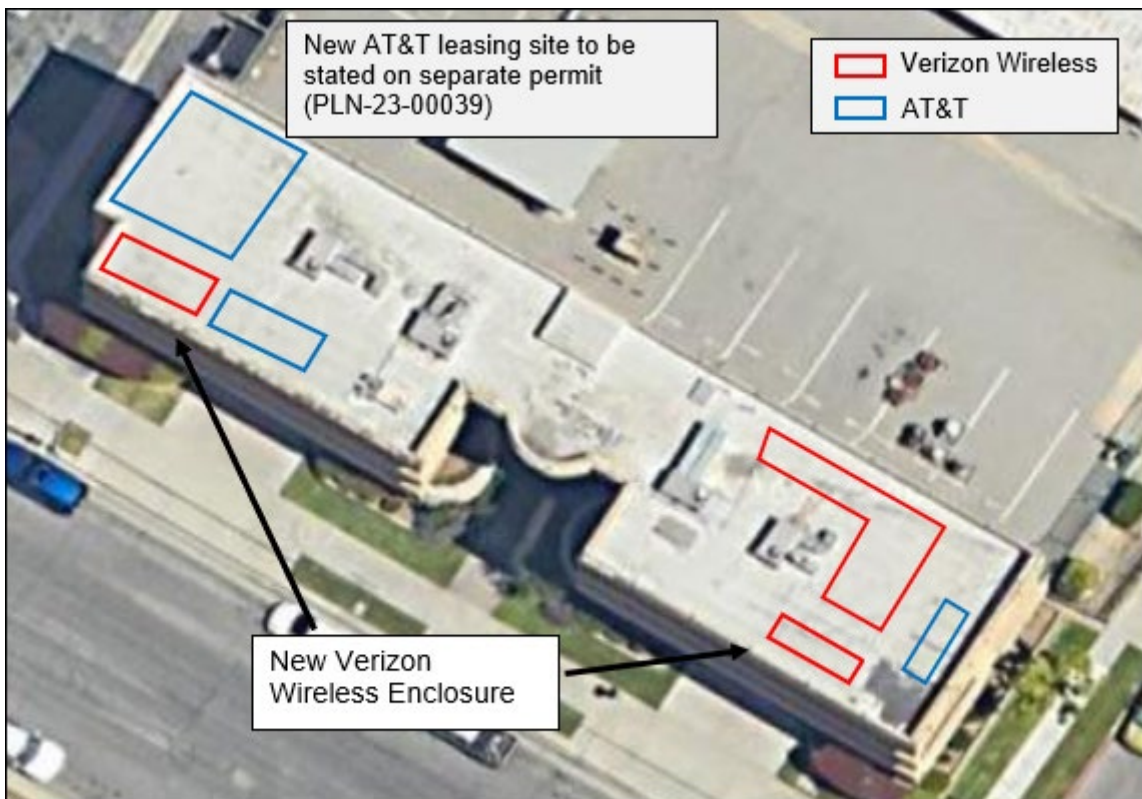 New AT&T leasing site to be
stated on separate permit
(PLN-23-00039)
Verizon Wireless
AT&T
New Verizon
Wireless Enclosure